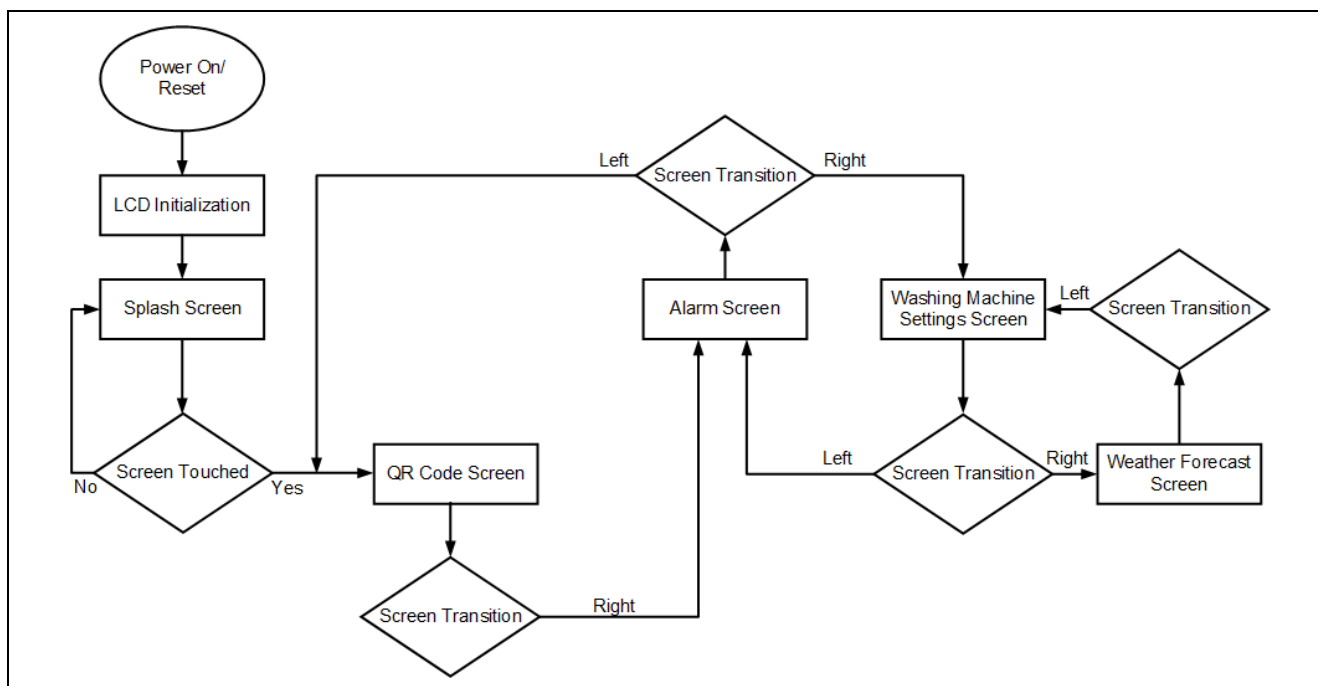 Power On/
Reset
LCD Initialization
Splash Screen
Screen Touched
No
Yes
QR Code Screen
Screen Transition
Right
Alarm Screen
Screen Transition
Left
Right
Washing Machine
Settings Screen
Screen Transition
Left
Right
Weather Forecast
Screen
Screen Transition
Left